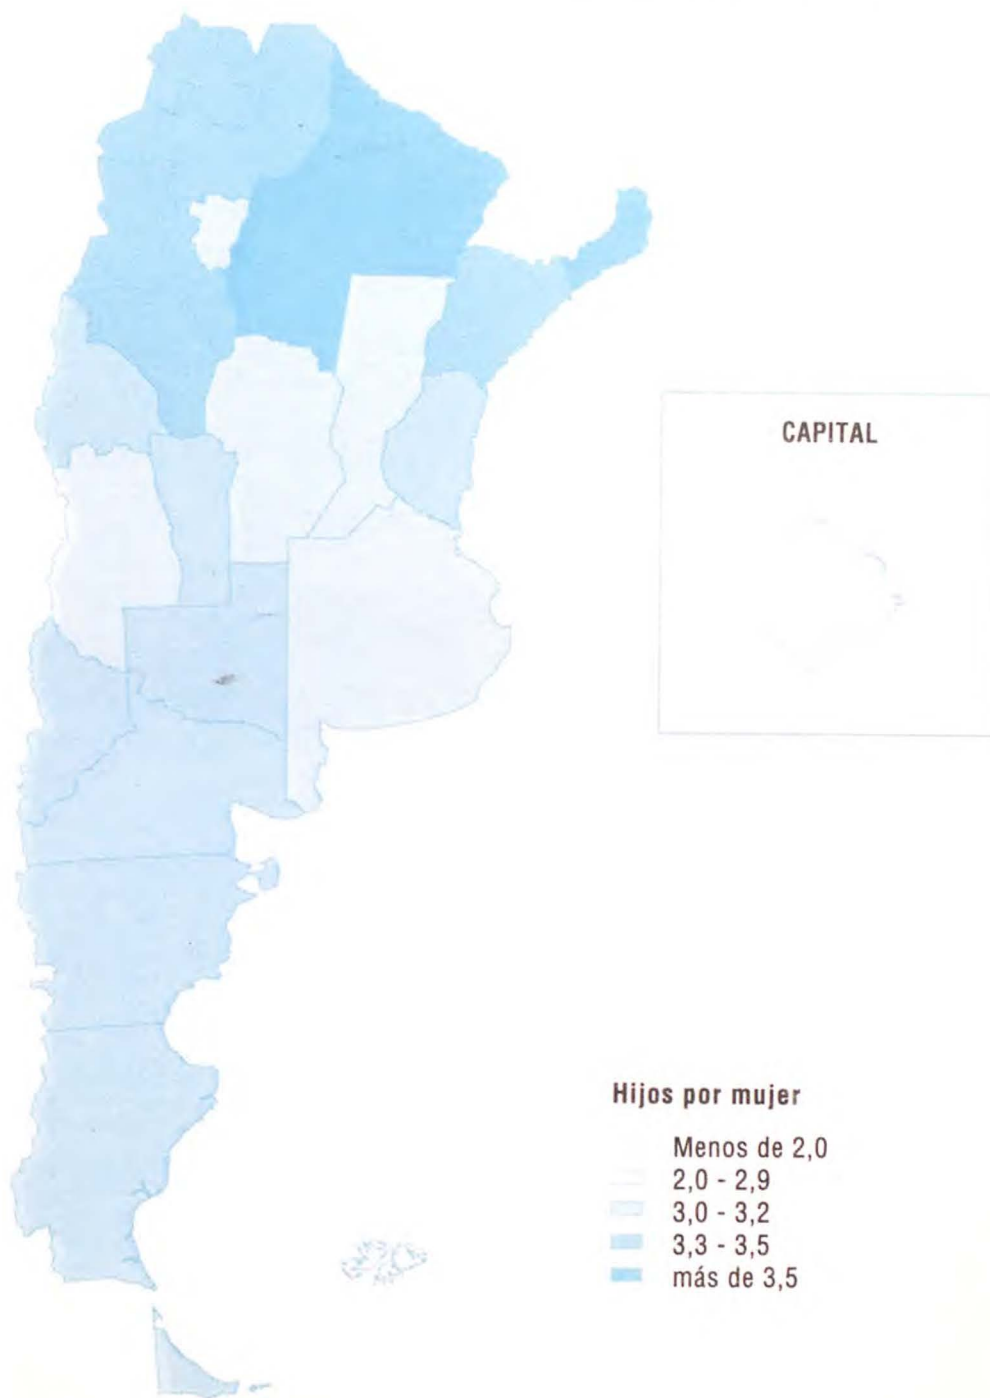 CAPITAL
Hijos por mujer
Menos de 2,0
2,0 - 2,9
3,0 - 3,2
3,3 - 3,5
más de 3,5